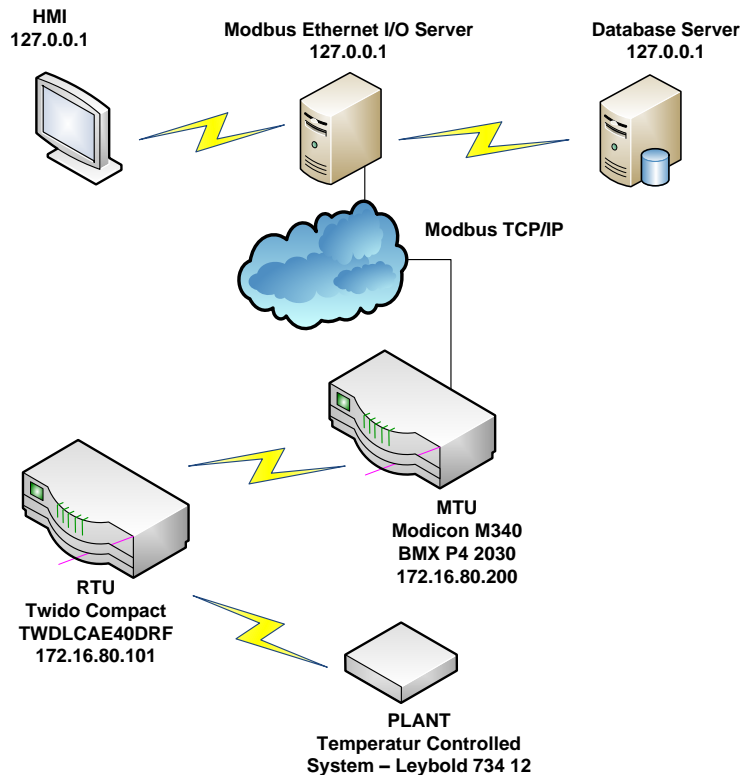 HMI
127.0.0.1
Modbus Ethernet I/O Server
127.0.0.1
Database Server
127.0.0.1
Modbus TCP/IP
MTU
Modicon M340
BMX P4 2030
172.16.80.200
RTU
Twido Compact
TWDLCAE40DRF
172.16.80.101
PLANT
Temperatur Controlled
System – Leybold 734 12